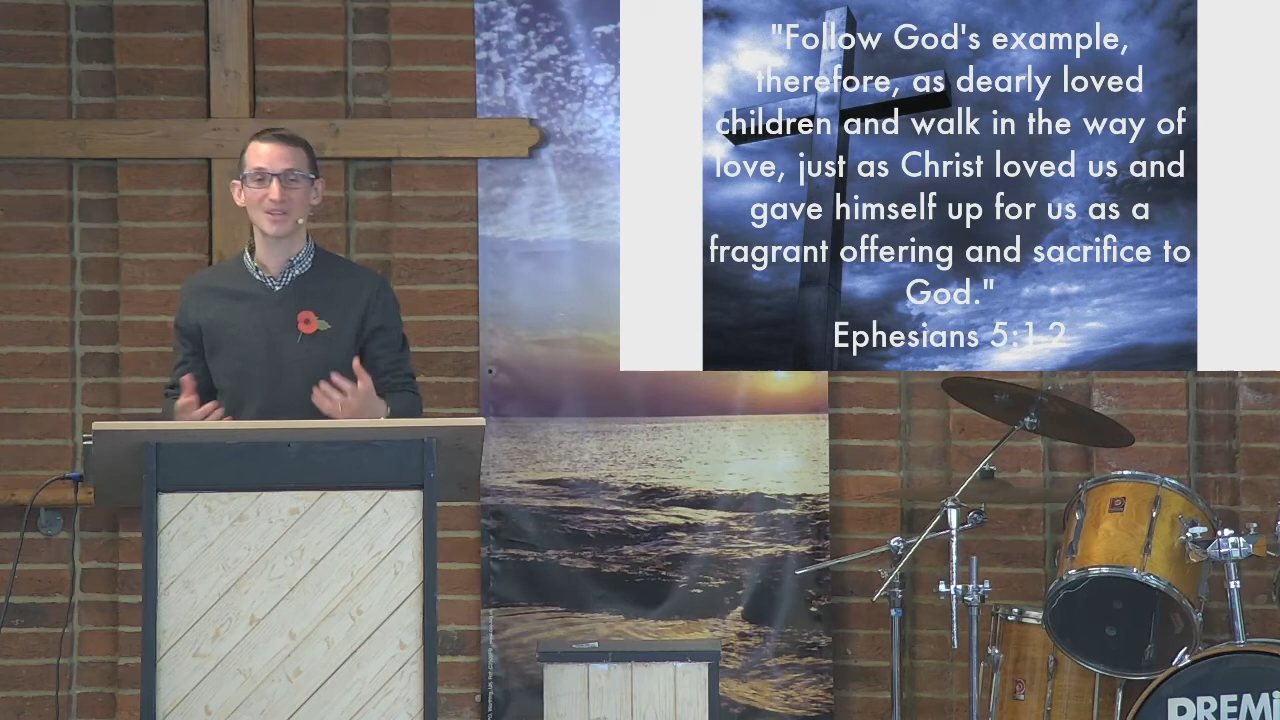 "Follow God's example,
therefore, as dearly loved
children and walk in the way of
love, just as Christ loved us and
gave himself up for us as a
fragrant offering and sacrifice to
God."
Ephesians 5:1-2
PREMi